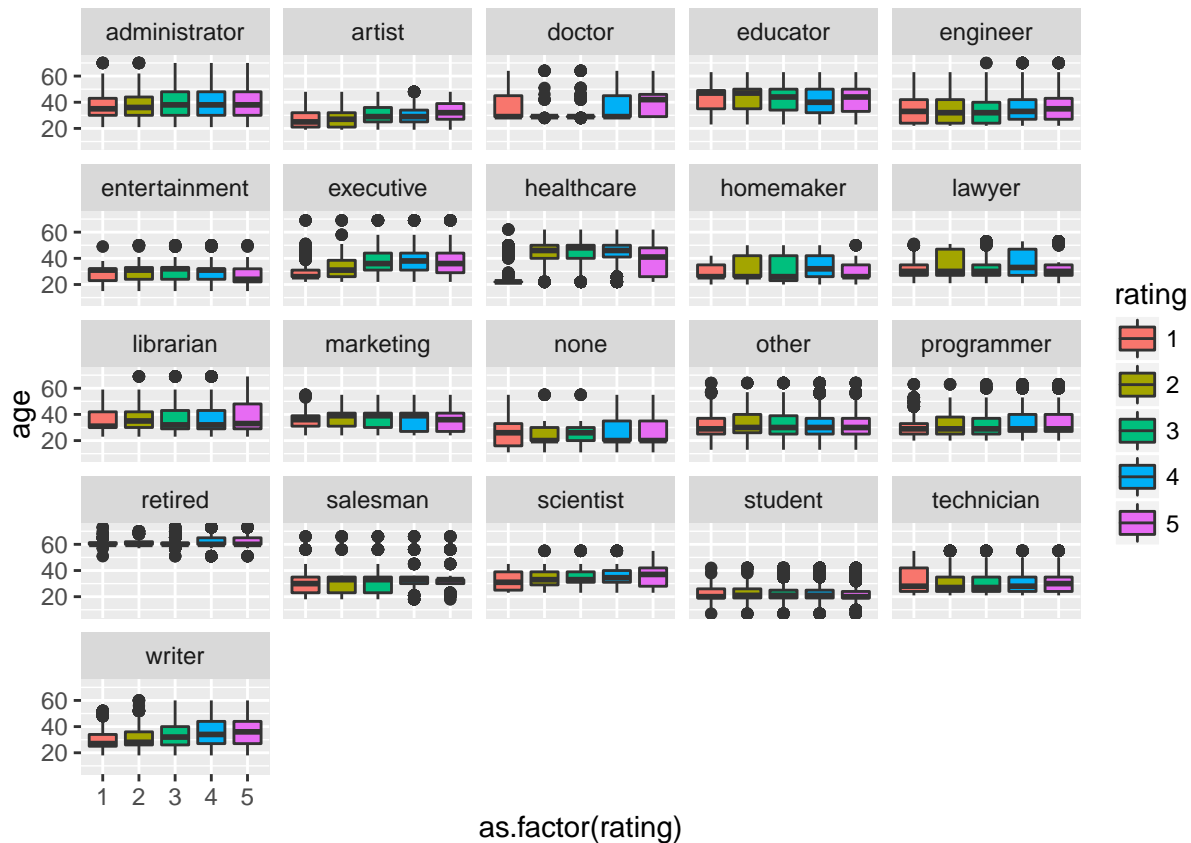 administrator artist doctor educator engineer
60
40
20
entertainment executive healthcare homemaker lawyer
60
40
20
librarian marketing none other programmer
60
40
20
retired salesman scientist student technician
60
40
20
writer
60
40
20
1 2 3 4 5
age
as.factor(rating)
rating
1
2
3
4
5